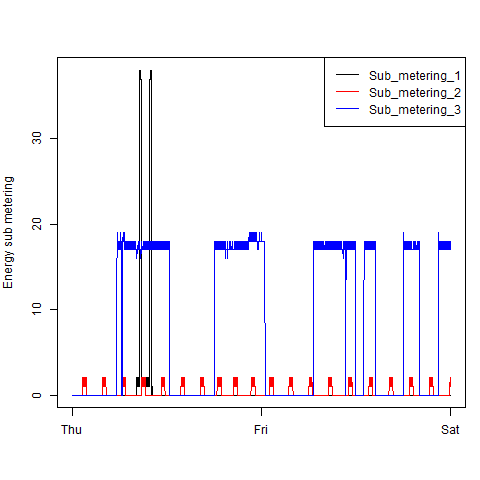 Sub_metering_1
Sub_metering_2
Sub_metering_3
Energy sub metering
30
20
10
0
Thu
Fri
Sat